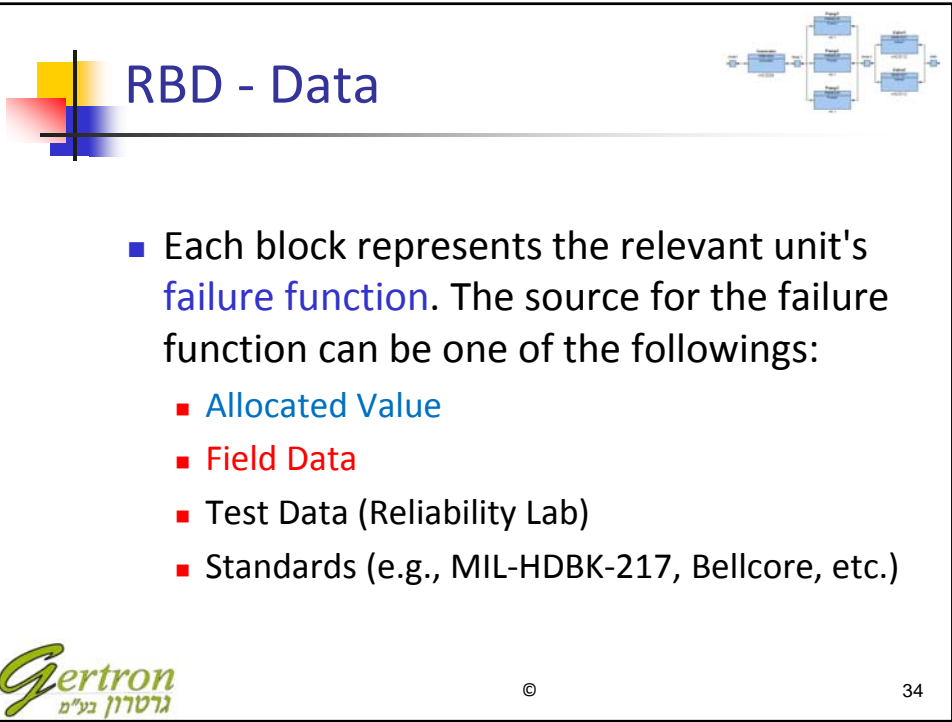 RBD - Data
Each block represents the relevant unit's
failure function. The source for the failure
function can be one of the followings:
Allocated Value
Field Data
Test Data (Reliability Lab)
Standards (e.g., MIL-HDBK-217, Bellcore, etc.)
Gertron
גרטרון בע"מ
©
34